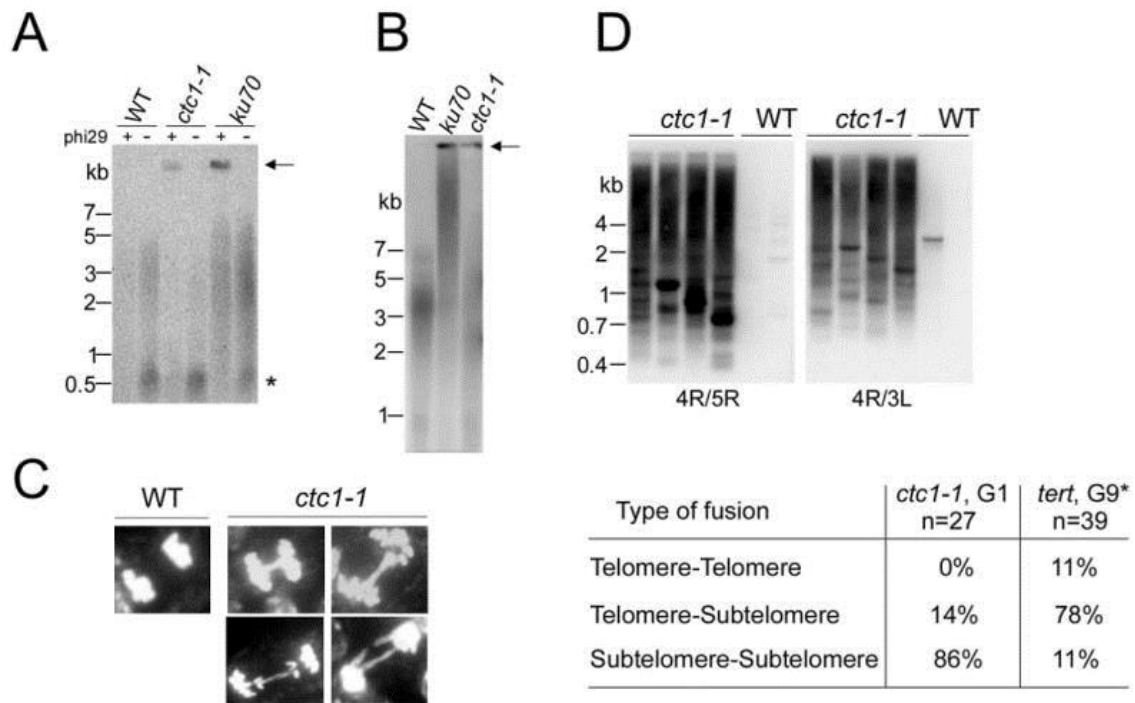 A
WT ctc1-1 ku70
phi29 + - + - + -
kb
7
5
3
2
1
0.5
*
B
WT ku70 ctc1-1
kb
7
5
3
2
1
D
ctc1-1 WT ctc1-1 WT
kb
4
2
1
0.7
0.4
4R/5R 4R/3L
C
WT ctc1-1
Type of fusion ctc1-1, G1 n=27 tert, G9* n=39
Telomere-Telomere 0% 11%
Telomere-Subtelomere 14% 78%
Subtelomere-Subtelomere 86% 11%